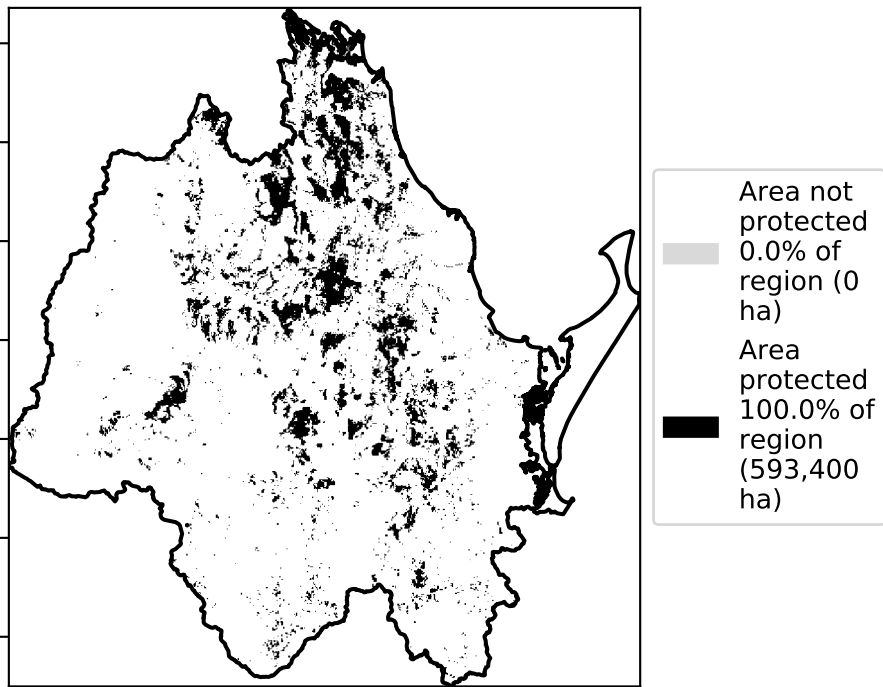 Area not
protected
0.0% of
region (0
ha)
Area
protected
100.0% of
region
(593,400
ha)